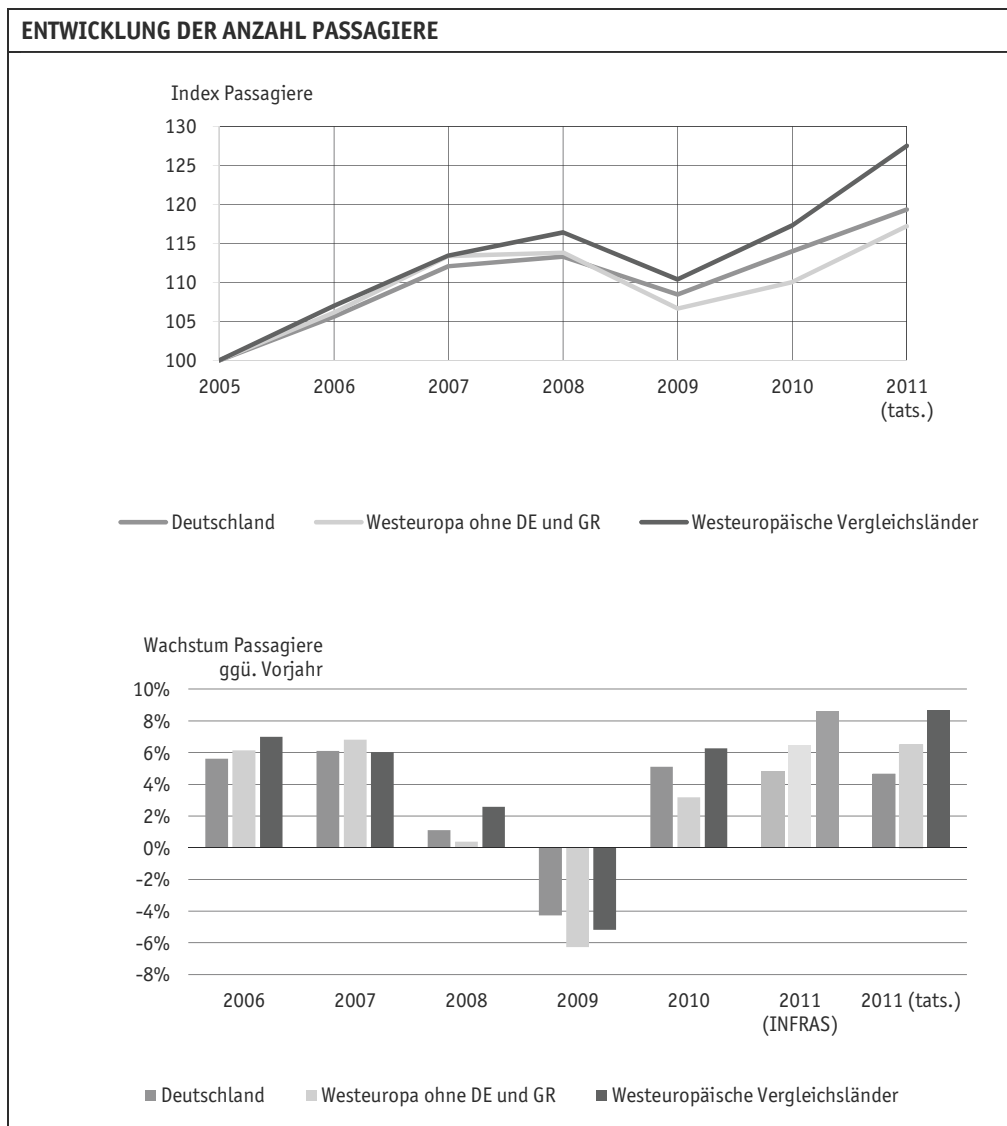 ENTWICKLUNG DER ANZAHL PASSAGIERE
Index Passagiere
130
125
120
115
110
105
100
2005 2006 2007 2008 2009 2010 2011
(tats.)
Deutschland Westeuropa ohne DE und GR Westeuropäische Vergleichsländer
Wachstum Passagiere
ggü. Vorjahr
10%
8%
6%
4%
2%
0%
-2%
-4%
-6%
-8%
2006 2007 2008 2009 2010 2011 2011 (tats.)
(INFRAS)
Deutschland Westeuropa ohne DE und GR Westeuropäische Vergleichsländer